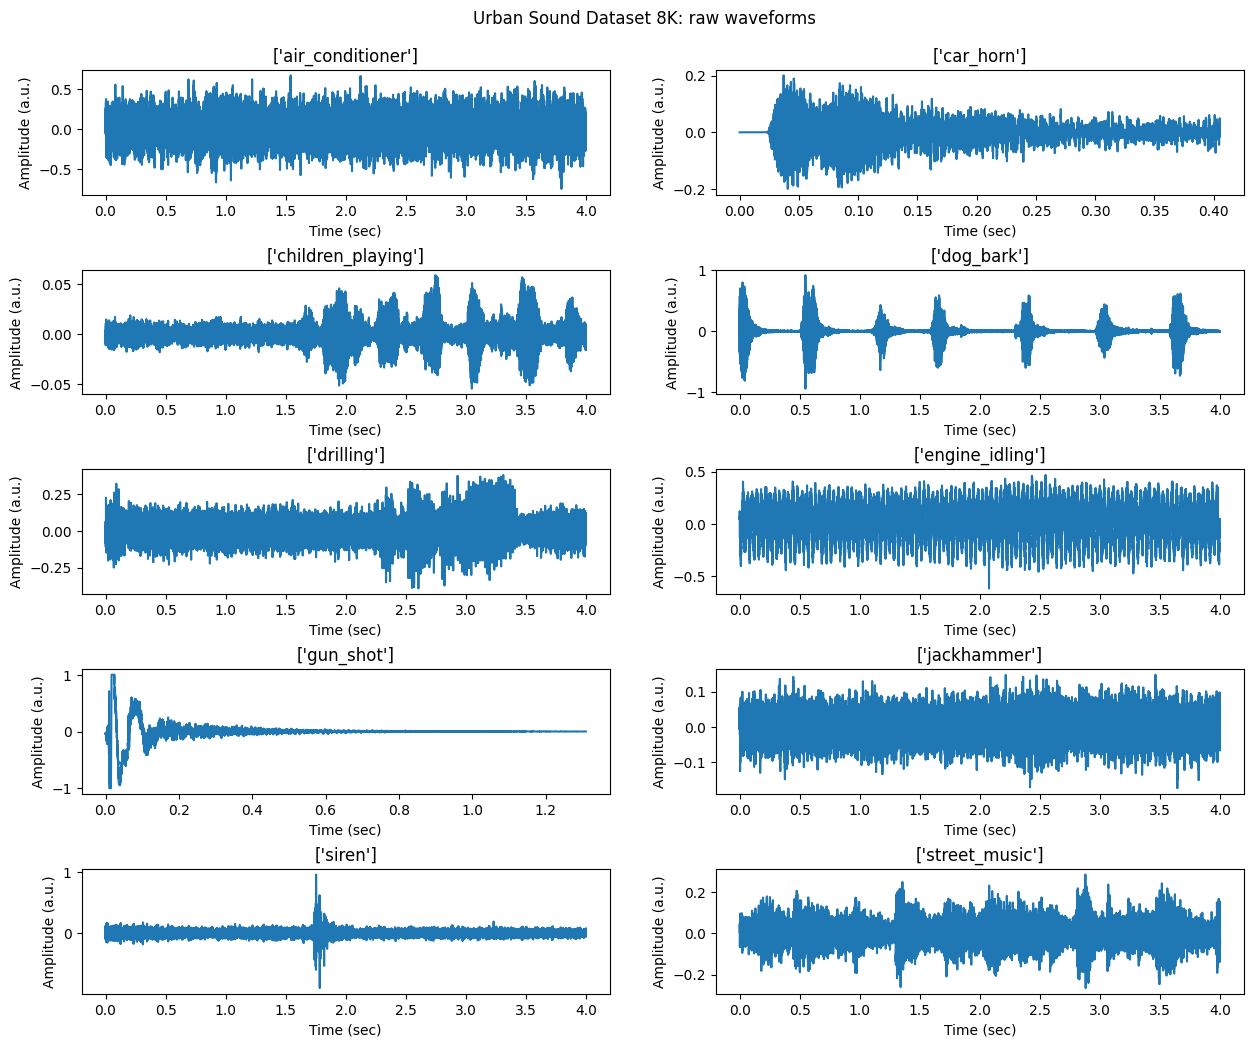 Urban Sound Dataset 8K: raw waveforms
['air_conditioner']
Amplitude (a.u.)
0.5
0.0
−0.5
0.0 0.5 1.0 1.5 2.0 2.5 3.0 3.5 4.0
Time (sec)
['car_horn']
Amplitude (a.u.)
0.2
0.0
−0.2
0.00 0.05 0.10 0.15 0.20 0.25 0.30 0.35 0.40
Time (sec)
['children_playing']
Amplitude (a.u.)
0.05
0.00
−0.05
0.0 0.5 1.0 1.5 2.0 2.5 3.0 3.5 4.0
Time (sec)
['dog_bark']
Amplitude (a.u.)
1
0
−1
0.0 0.5 1.0 1.5 2.0 2.5 3.0 3.5 4.0
Time (sec)
['drilling']
Amplitude (a.u.)
0.25
0.00
−0.25
0.0 0.5 1.0 1.5 2.0 2.5 3.0 3.5 4.0
Time (sec)
['engine_idling']
Amplitude (a.u.)
0.5
0.0
−0.5
0.0 0.5 1.0 1.5 2.0 2.5 3.0 3.5 4.0
Time (sec)
['gun_shot']
Amplitude (a.u.)
1
0
−1
0.0 0.2 0.4 0.6 0.8 1.0 1.2
Time (sec)
['jackhammer']
Amplitude (a.u.)
0.1
0.0
−0.1
0.0 0.5 1.0 1.5 2.0 2.5 3.0 3.5 4.0
Time (sec)
['siren']
Amplitude (a.u.)
1
0
0.0 0.5 1.0 1.5 2.0 2.5 3.0 3.5 4.0
Time (sec)
['street_music']
Amplitude (a.u.)
0.2
0.0
−0.2
0.0 0.5 1.0 1.5 2.0 2.5 3.0 3.5 4.0
Time (sec)